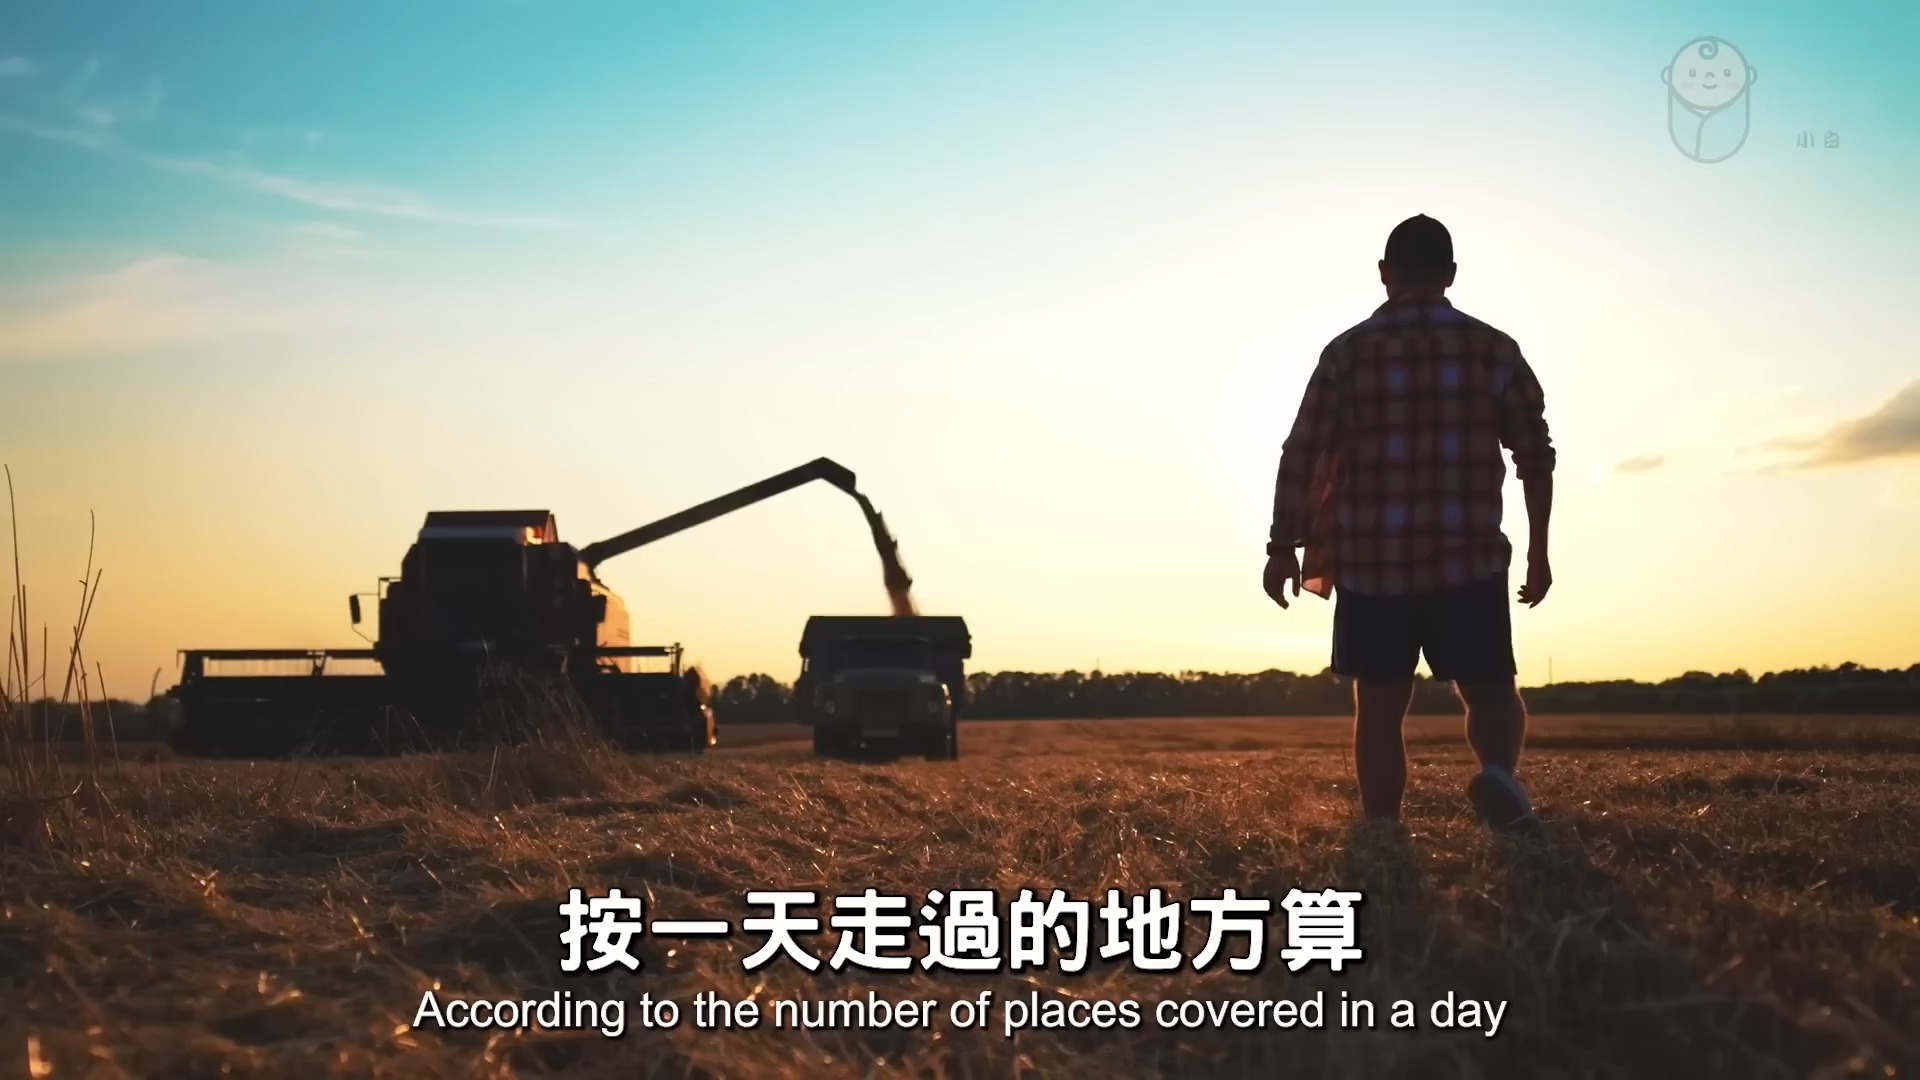 小白
按一天走過的地方算
According to the number of places covered in a day